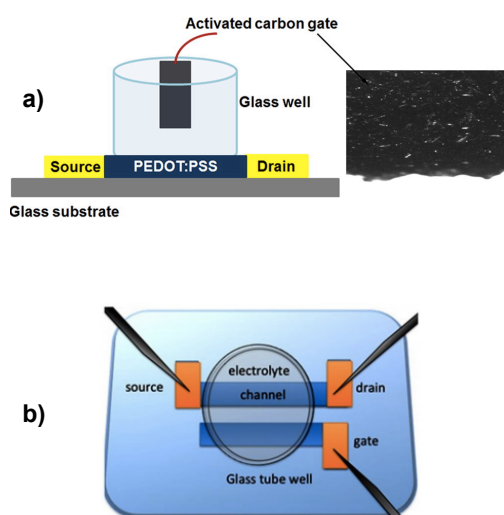 Activated carbon gate
a)
Glass well
Source
PEDOT:PSS
Drain
Glass substrate
electrolyte
source
channel
drain
b)
gate
Glass tube well